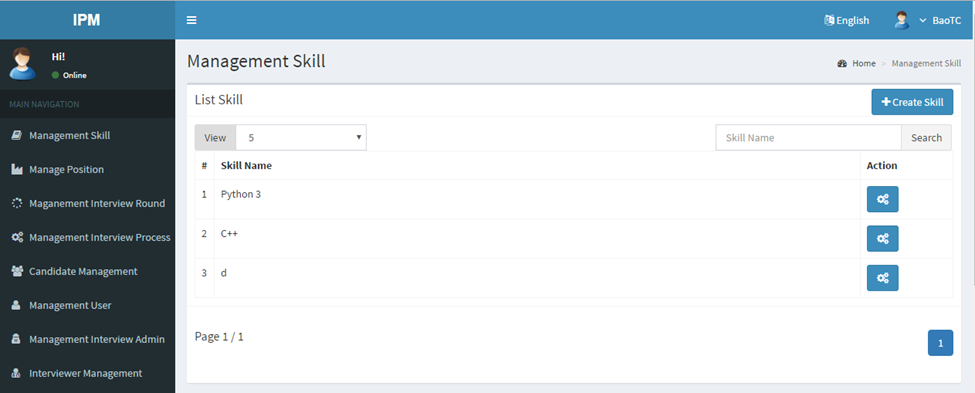 IPM
English
BaoTC
Hi!
Online
MAIN NAVIGATION
Management Skill
Manage Position
Maganement Interview Round
Management Interview Process
Candidate Management
Management User
Management Interview Admin
Interviewer Management
Management Skill
Home > Management Skill
List Skill
+Create Skill
View 5
Skill Name Search
# Skill Name Action
1 Python 3
2 C++
3 d
Page 1 / 1
1